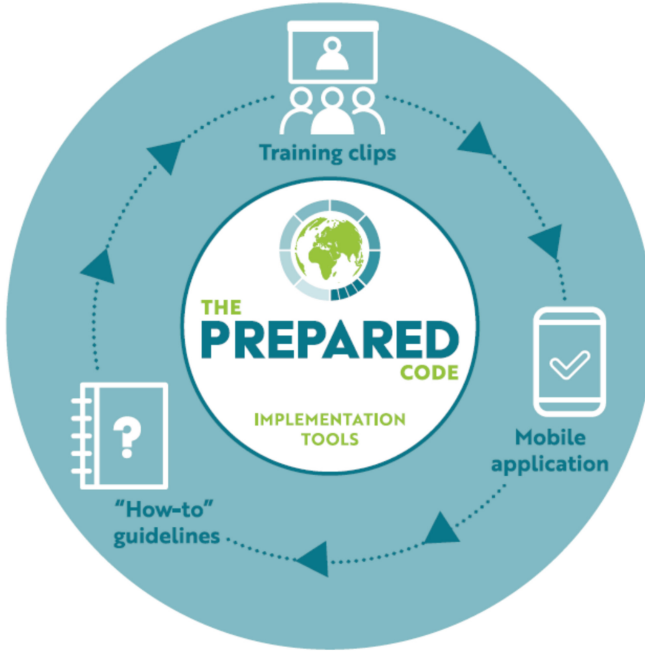 Training clips
THE
PREPARED
CODE
IMPLEMENTATION
TOOLS
Mobile
application
?
“How-to”
guidelines